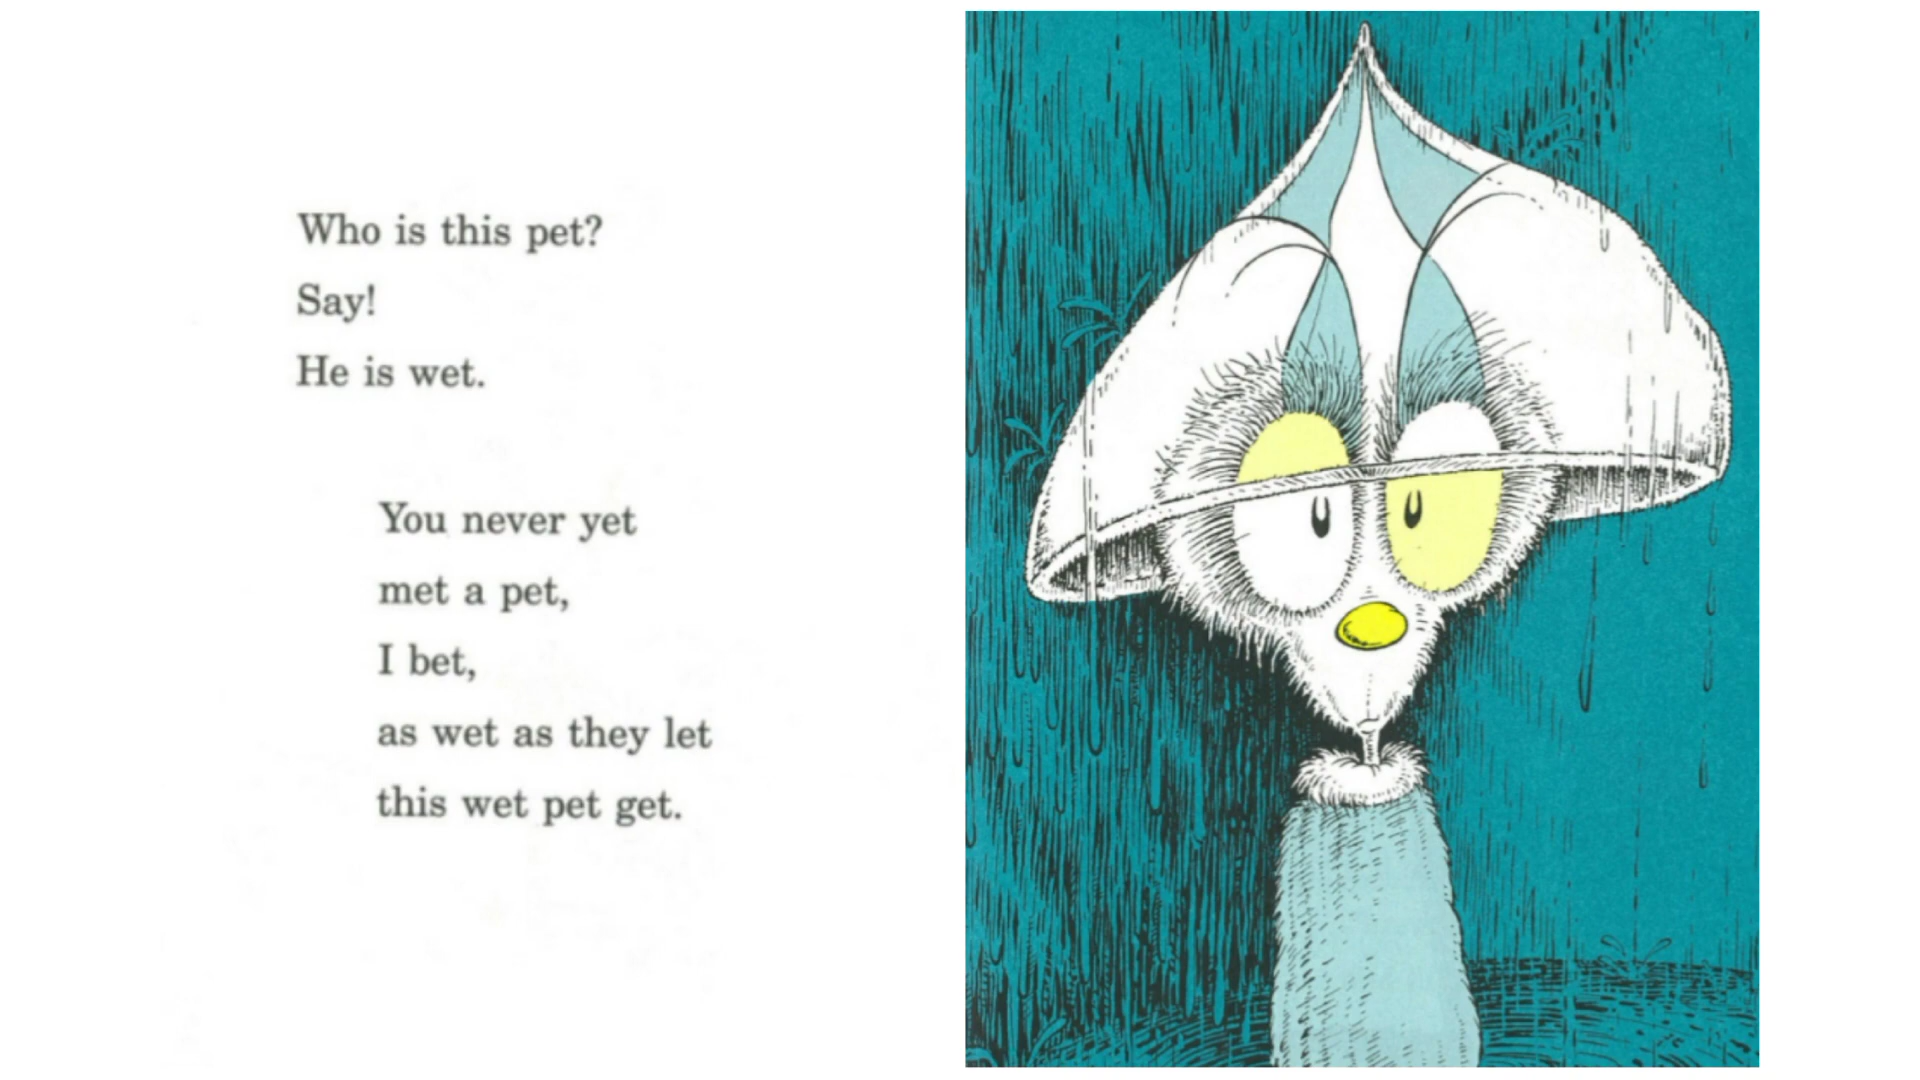 Who is this pet?
Say!
He is wet.
You never yet
met a pet,
I bet,
as wet as they let
this wet pet get.